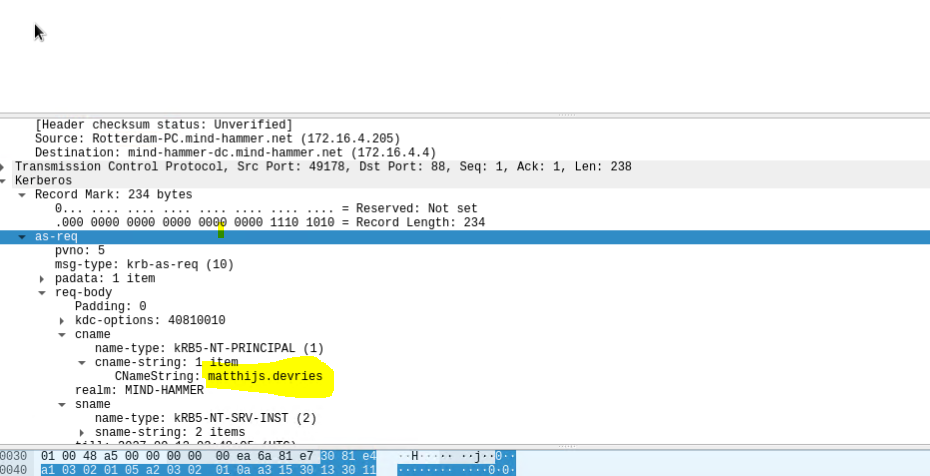 [Header checksum status: Unverified]
Source: Rotterdam-PC.mind-hammer.net (172.16.4.205)
Destination: mind-hammer-dc.mind-hammer.net (172.16.4.4)
Transmission Control Protocol, Src Port: 49178, Dst Port: 88, Seq: 1, Ack: 1, Len: 238
Kerberos
Record Mark: 234 bytes
0... .... .... .... .... .... .... .... = Reserved: Not set
.000 0000 0000 0000 0000 0000 1110 1010 = Record Length: 234
as-req
pvno: 5
msg-type: krb-as-req (10)
padata: 1 item
req-body
Padding: 0
kdc-options: 40810010
cname
name-type: kRB5-NT-PRINCIPAL (1)
cname-string: 1 item
CNameString: matthijs.devries
realm: MIND-HAMMER
sname
name-type: kRB5-NT-SRV-INST (2)
sname-string: 2 items
0030 01 00 48 a5 00 00 00 00 00 ea 6a 81 e7 30 81 e4 ··H····· ··j··0··
0040 a1 03 02 01 05 a2 03 02 01 0a a3 15 30 13 30 11 ········ ····0·0·